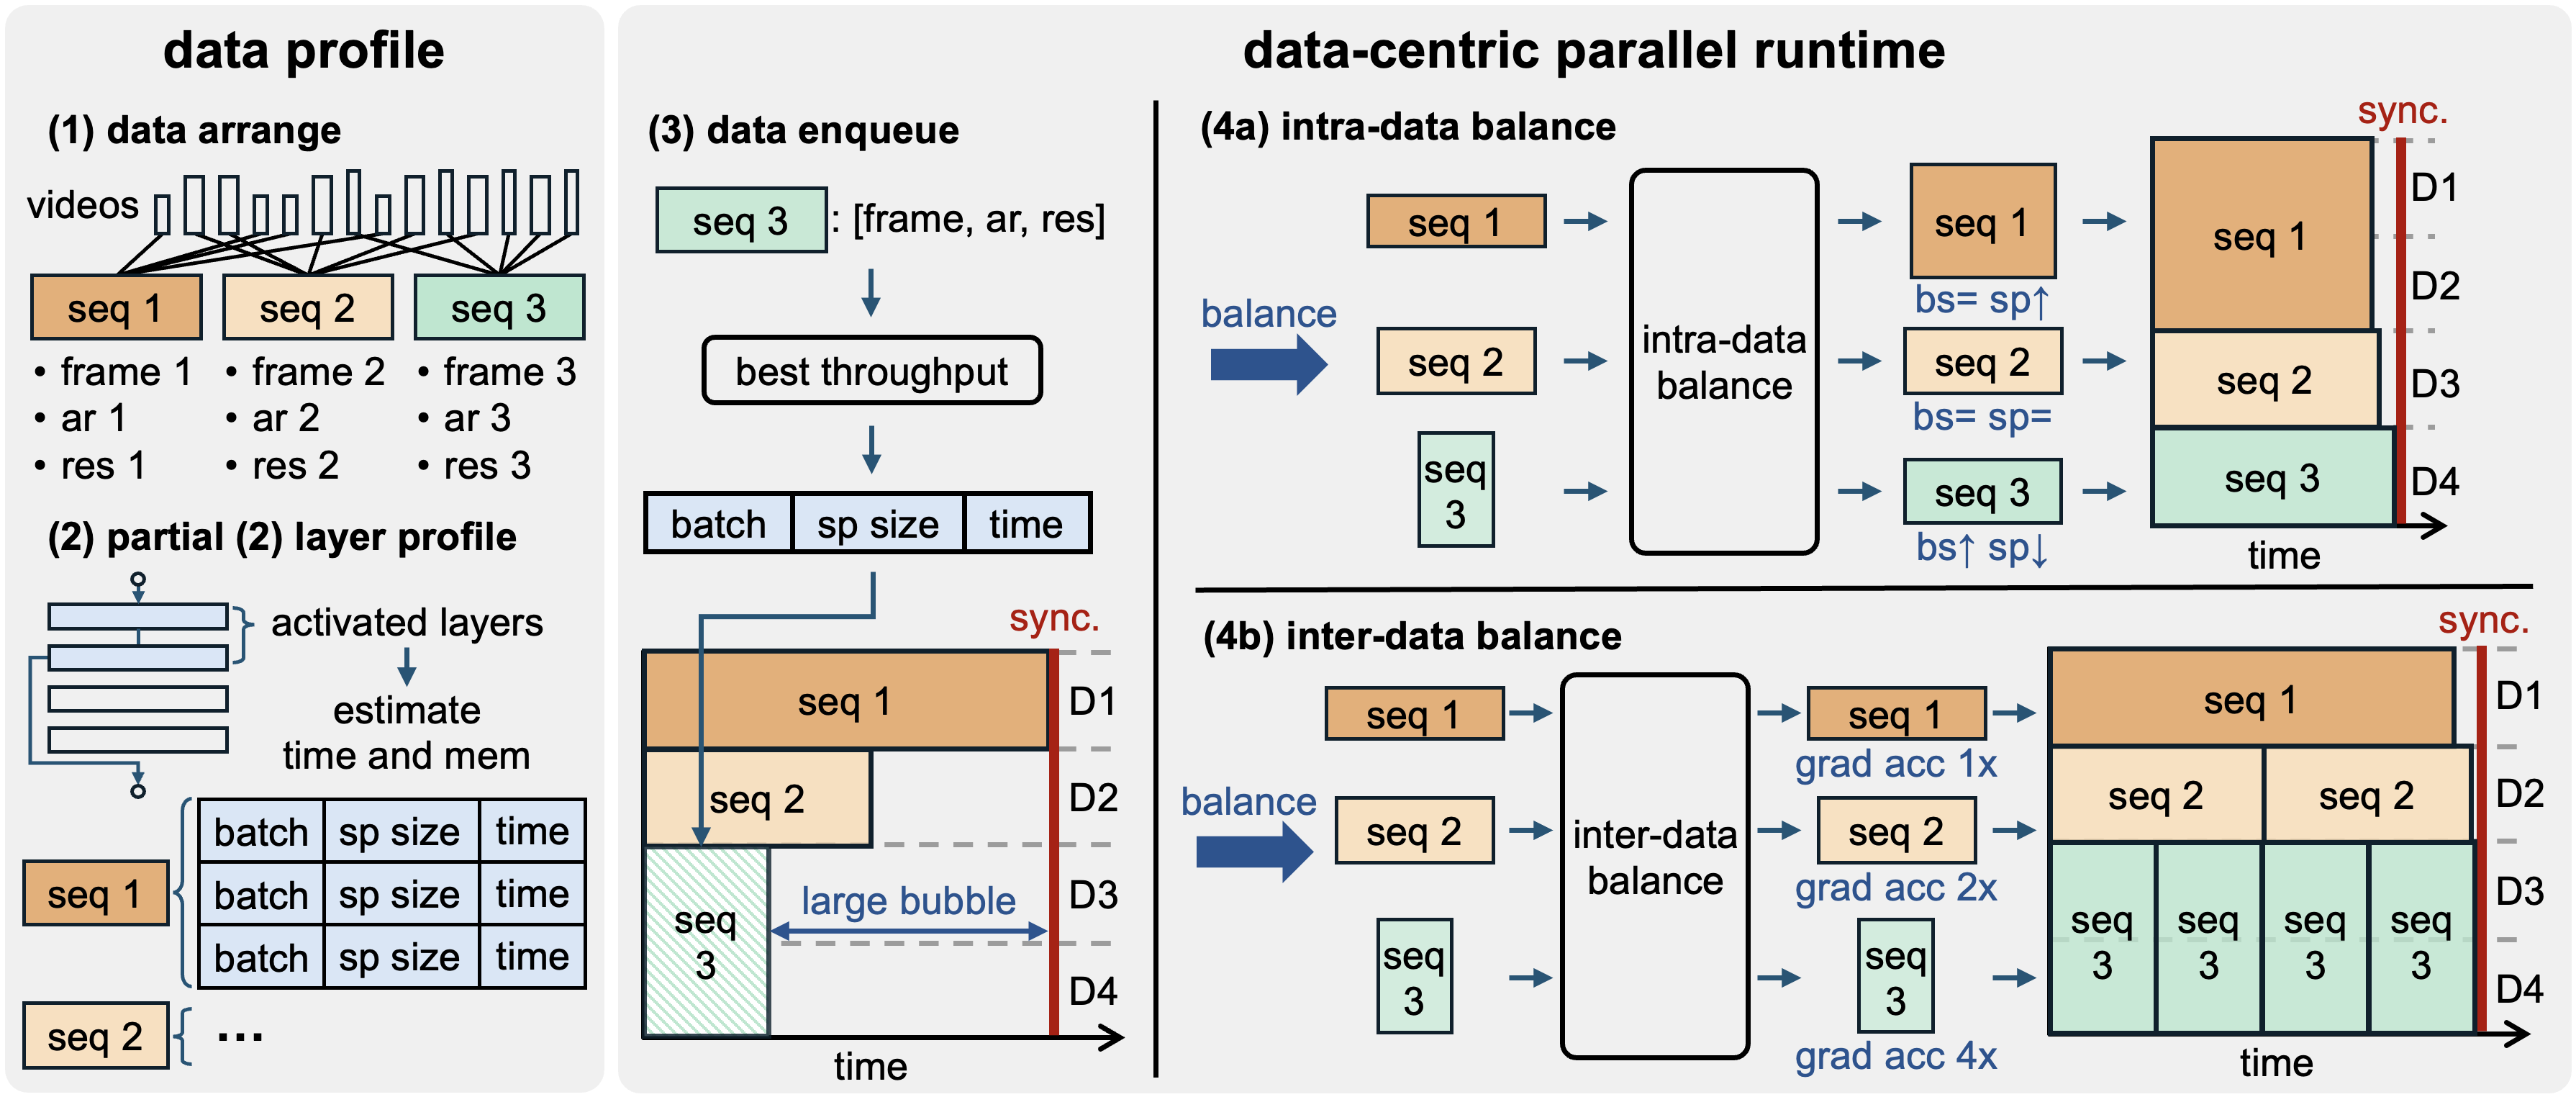 data profile
(1) data arrange
videos
seq 1
seq 2
seq 3
• frame 1
• ar 1
• res 1
• frame 2
• ar 2
• res 2
• frame 3
• ar 3
• res 3
(2) partial (2) layer profile
activated layers
estimate
time and mem
seq 1
batch sp size time
batch sp size time
batch sp size time
seq 2
...
data-centric parallel runtime
(3) data enqueue
seq 3 : [frame, ar, res]
best throughput
batch sp size time
sync.
seq 1
D1
seq 2
D2
seq
3
large bubble
D3
D4
time
(4a) intra-data balance
balance
seq 1
seq 2
seq
3
intra-data
balance
seq 1
bs= sp↑
seq 2
bs= sp=
seq 3
bs↑ sp↓
sync.
seq 1
D1
D2
seq 2
D3
seq 3
D4
time
(4b) inter-data balance
balance
seq 1
seq 2
seq
3
inter-data
balance
seq 1
grad acc 1x
seq 2
grad acc 2x
seq
3
grad acc 4x
sync.
seq 1
D1
seq 2 seq 2
D2
seq seq seq seq
3 3 3 3
D3
D4
time